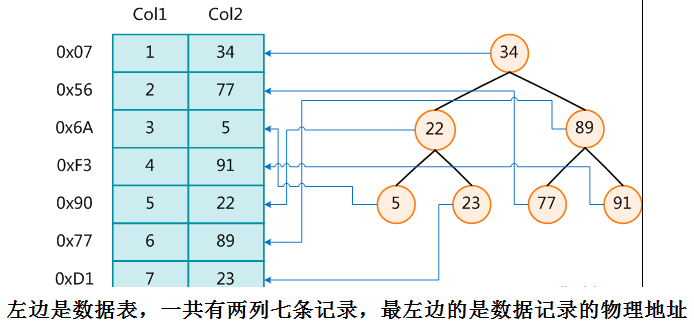 Col1 Col2
0x07 1 34 34
0x56 2 77
0x6A 3 5 22 89
0xF3 4 91
0x90 5 22 5 23 77 91
0x77 6 89
0xD1 7 23
左边是数据表，一共有两列七条记录，最左边的是数据记录的物理地址